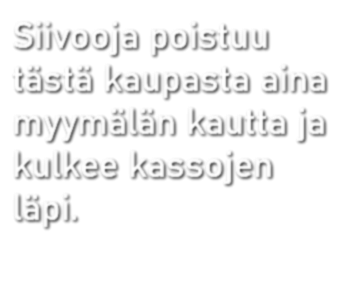 Siivooja poistuu
tästä kaupasta aina
myymälän kautta ja
kulkee kassojen
läpi.